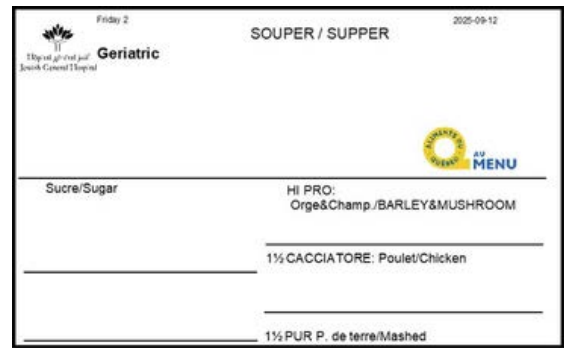 Friday 2
SOUPER / SUPPER
2025-09-12
Geriatric
Jewish General Hospital
ALIMENTS DU
QUÉBEC
AU
MENU
Sucre/Sugar
HI PRO:
Orge&Champ./BARLEY&MUSHROOM
1½ CACCIATORE: Poulet/Chicken
1½ PUR P. de terre/Mashed